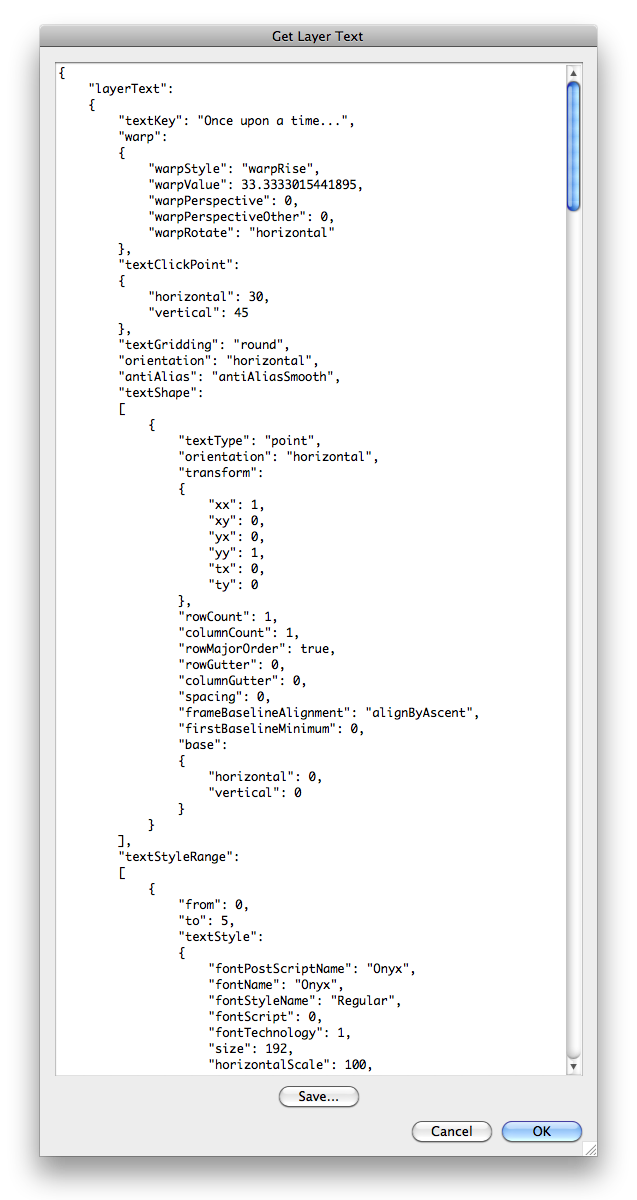 Get Layer Text
{
"layerText":
{
"textKey": "Once upon a time...",
"warp":
{
"warpStyle": "warpRise",
"warpValue": 33.3333015441895,
"warpPerspective": 0,
"warpPerspectiveOther": 0,
"warpRotate": "horizontal"
},
"textClickPoint":
{
"horizontal": 30,
"vertical": 45
},
"textGridding": "round",
"orientation": "horizontal",
"antiAlias": "antiAliasSmooth",
"textShape":
[
{
"textType": "point",
"orientation": "horizontal",
"transform":
{
"xx": 1,
"xy": 0,
"yx": 0,
"yy": 1,
"tx": 0,
"ty": 0
},
"rowCount": 1,
"columnCount": 1,
"rowMajorOrder": true,
"rowGutter": 0,
"columnGutter": 0,
"spacing": 0,
"frameBaselineAlignment": "alignByAscent",
"firstBaselineMinimum": 0,
"base":
{
"horizontal": 0,
"vertical": 0
}
}
],
"textStyleRange":
[
{
"from": 0,
"to": 5,
"textStyle":
{
"fontPostScriptName": "Onyx",
"fontName": "Onyx",
"fontStyleName": "Regular",
"fontScript": 0,
"fontTechnology": 1,
"size": 192,
"horizontalScale": 100,
Save...
Cancel
OK